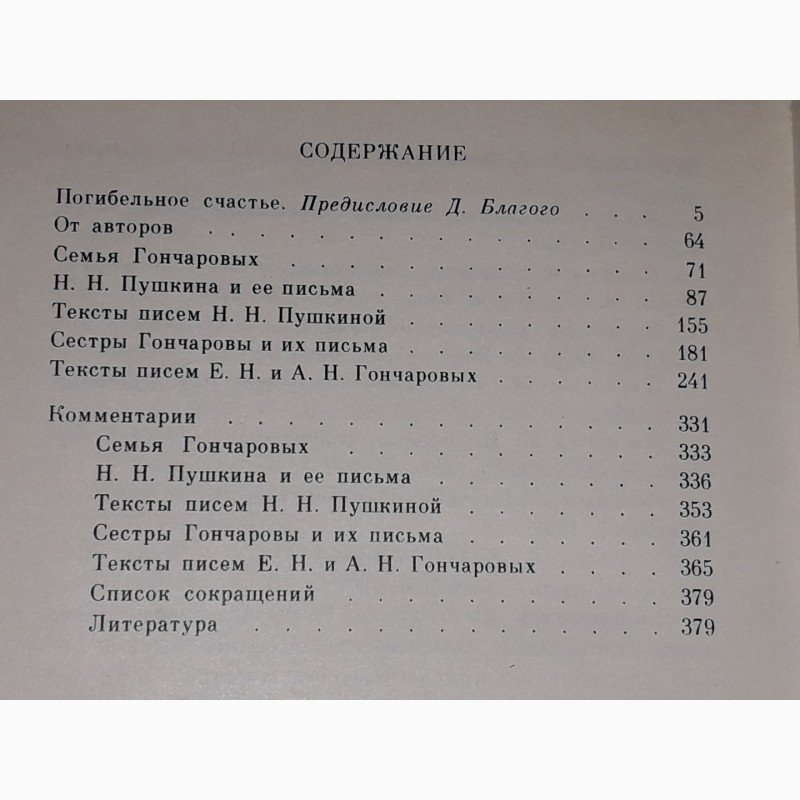 СОДЕРЖАНИЕ
Погибельное счастье. Предисловие Д. Благого . . . 5
От авторов . . . . . . . . . . . . . . 64
Семья Гончаровых . . . . . . . . . . . 71
Н. Н. Пушкина и ее письма . . . . . . . . 87
Тексты писем Н. Н. Пушкиной . . . . . . . 155
Сестры Гончаровы и их письма . . . . . . . 181
Тексты писем Е. Н. и А. Н. Гончаровых . . . . . 241
Комментарии . . . . . . . . . . . . . 331
Семья Гончаровых . . . . . . . . . . 333
Н. Н. Пушкина и ее письма . . . . . . . 336
Тексты писем Н. Н. Пушкиной . . . . . . 353
Сестры Гончаровы и их письма . . . . . . 361
Тексты писем Е. Н. и А. Н. Гончаровых . . . . 365
Список сокращений . . . . . . . . . . 379
Литература . . . . . . . . . . . . . 379